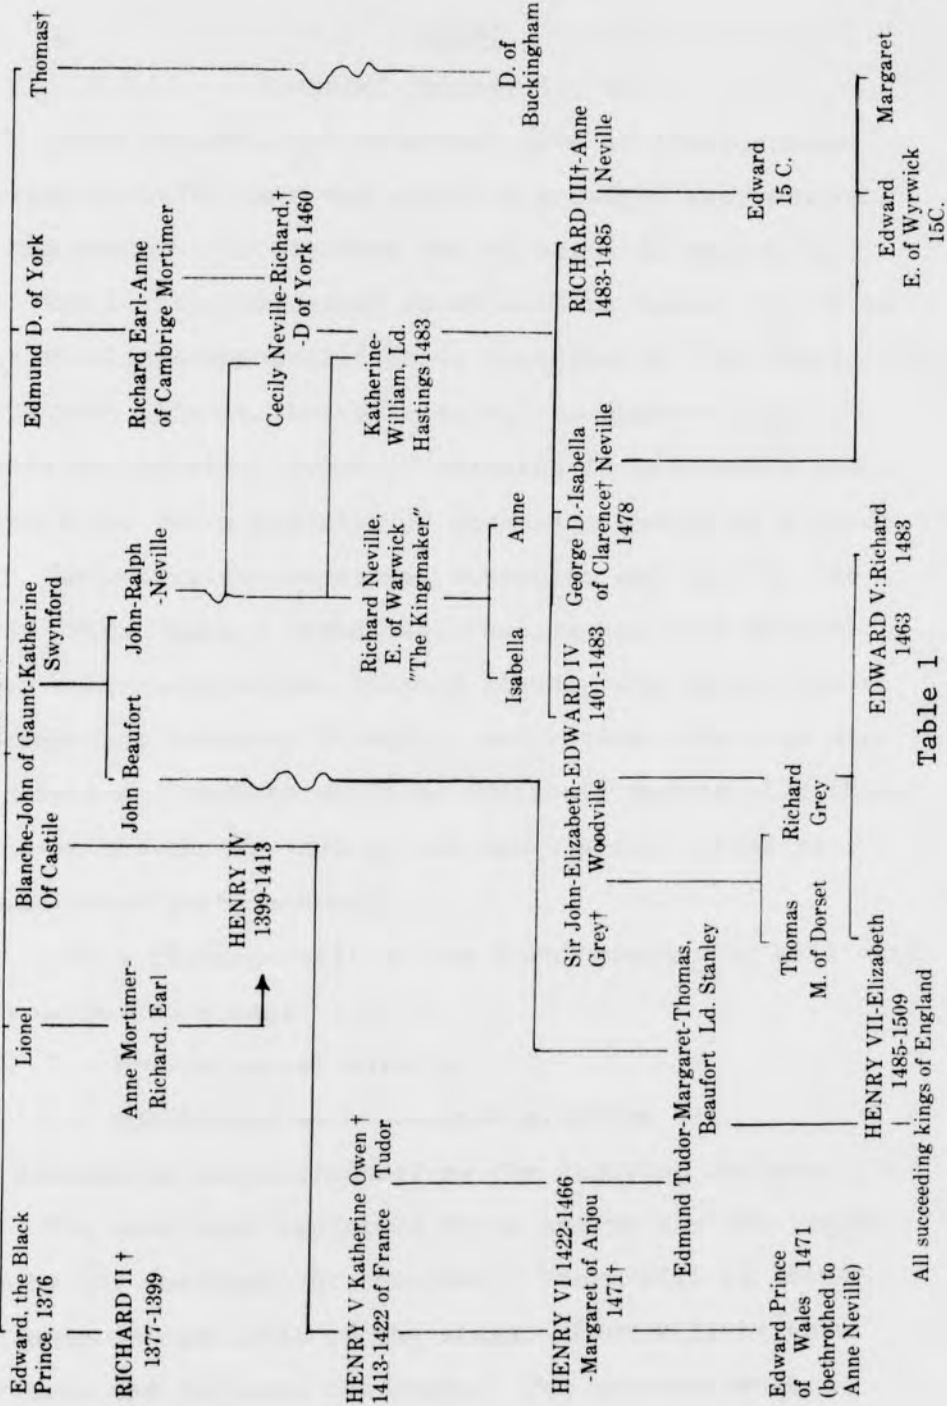 Edward, the Black
Prince, 1376
Lionel
Blanche-John of Gaunt-Katherine
Of Castile
Swynford
Edmund D. of York
Thomas†
RICHARD II †
1377-1399
Anne Mortimer-
Richard, Earl
John Beaufort
John-Ralph
-Neville
Richard Earl-Anne
of Cambrige Mortimer
HENRY IV
1399-1413
Cecily Neville-Richard,
-D of York 1460
HENRY V Katherine Owen †
1413-1422 of France Tudor
Richard Neville,
E. of Warwick
"The Kingmaker"
Katherine-
William, Ld.
Hastings 1483
D. of
Buckingham
Isabella
Anne
HENRY VI 1422-1466
-Margaret of Anjou
1471†
Sir John-Elizabeth-EDWARD IV
Grey†
Woodville
1401-1483
George D.-Isabella
of Clarence† Neville
1478
RICHARD III†-Anne
1483-1485
Neville
Edmund Tudor-Margaret-Thomas,
Beaufort Ld. Stanley
Edward Prince
of Wales 1471
(bethrothed to
Anne Neville)
Thomas
M. of Dorset
Richard
Grey
Edward
15 C.
HENRY VII-Elizabeth
1485-1509
EDWARD V:Richard
1463
1483
Edward
E. of Wyrwick
15C.
Margaret
All succeeding kings of England
Table 1